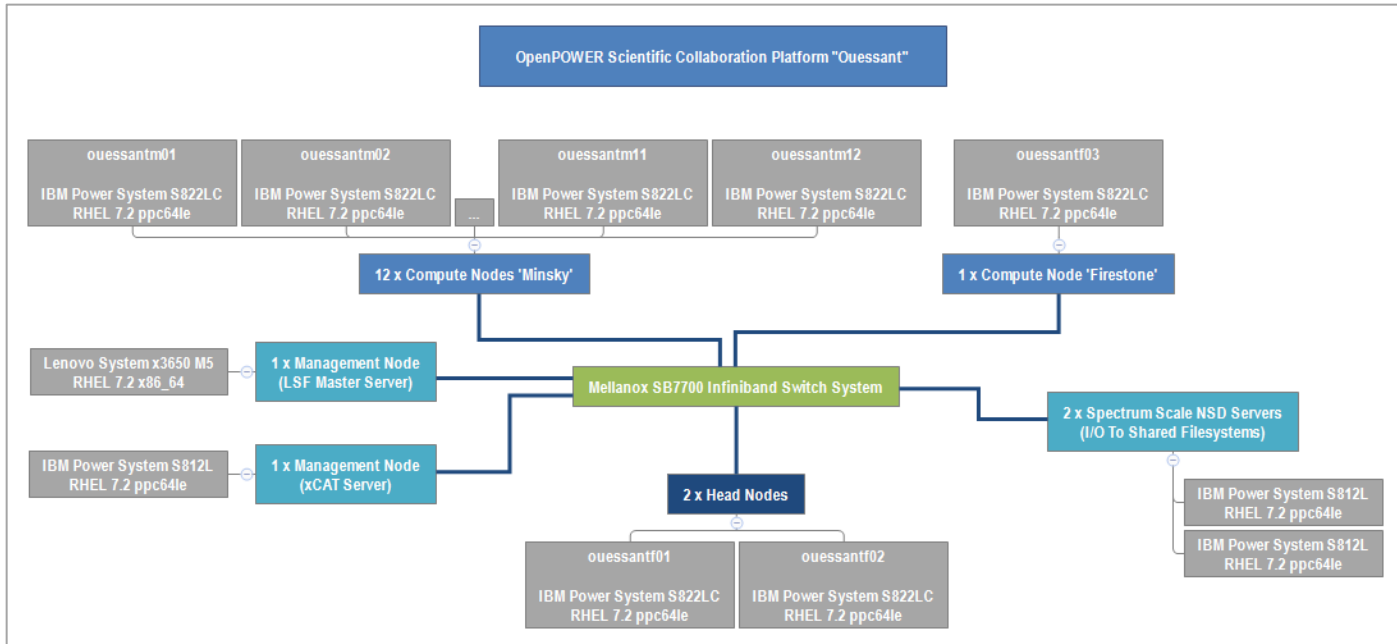 OpenPOWER Scientific Collaboration Platform "Ouessant"
ouessantm01
IBM Power System S822LC
RHEL 7.2 ppc64le
ouessantm02
IBM Power System S822LC
RHEL 7.2 ppc64le
...
ouessantm11
IBM Power System S822LC
RHEL 7.2 ppc64le
ouessantm12
IBM Power System S822LC
RHEL 7.2 ppc64le
ouessantf03
IBM Power System S822LC
RHEL 7.2 ppc64le
12 x Compute Nodes 'Minsky'
1 x Compute Node 'Firestone'
Lenovo System x3650 M5
RHEL 7.2 x86_64
1 x Management Node
(LSF Master Server)
Mellanox SB7700 Infiniband Switch System
2 x Spectrum Scale NSD Servers
(I/O To Shared Filesystems)
IBM Power System S812L
RHEL 7.2 ppc64le
1 x Management Node
(xCAT Server)
2 x Head Nodes
IBM Power System S812L
RHEL 7.2 ppc64le
IBM Power System S812L
RHEL 7.2 ppc64le
ouessantf01
IBM Power System S822LC
RHEL 7.2 ppc64le
ouessantf02
IBM Power System S822LC
RHEL 7.2 ppc64le